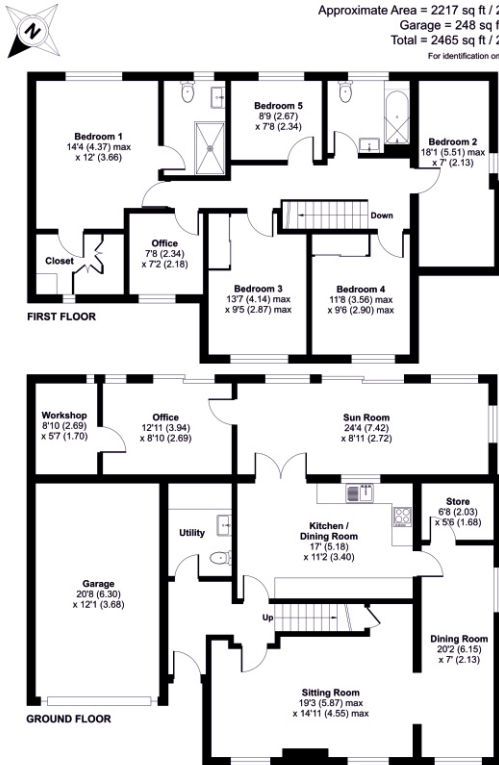 Approximate Area = 2217 sq ft / 2
Garage = 248 sq f
Total = 2465 sq ft / 2
For identification on
N
Bedroom 1
14'4 (4.37) max
x 12' (3.66)
Bedroom 5
8'9 (2.67)
x 7'8 (2.34)
Bedroom 2
18'1 (5.51) max
x 7' (2.13)
Down
Closet
Office
7'8 (2.34)
x 7'2 (2.18)
Bedroom 3
13'7 (4.14) max
x 9'5 (2.87) max
Bedroom 4
11'8 (3.56) max
x 9'6 (2.90) max
FIRST FLOOR
Workshop
8'10 (2.69)
x 5'7 (1.70)
Office
12'11 (3.94)
x 8'10 (2.69)
Sun Room
24'4 (7.42)
x 8'11 (2.72)
Utility
Kitchen /
Dining Room
17' (5.18)
x 11'2 (3.40)
Store
6'8 (2.03)
x 5'6 (1.68)
Garage
20'8 (6.30)
x 12'1 (3.68)
Up
Dining Room
20'2 (6.15)
x 7' (2.13)
Sitting Room
19'3 (5.87) max
x 14'11 (4.55) max
GROUND FLOOR